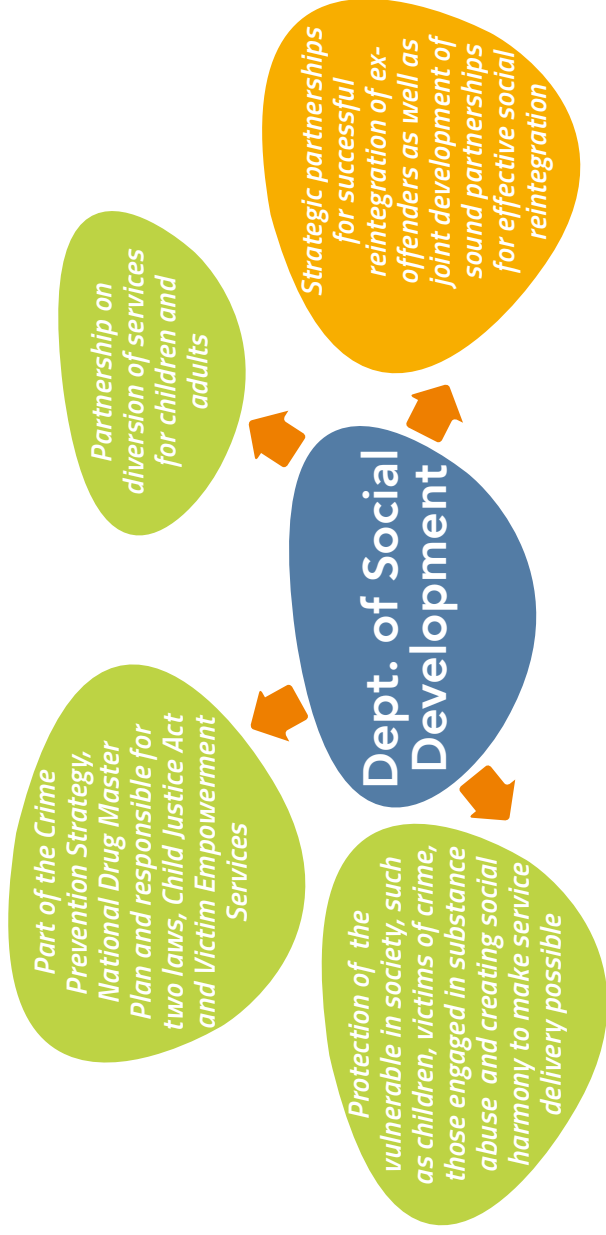 Part of the Crime
Prevention Strategy,
National Drug Master
Plan and responsible for
two laws, Child Justice Act
and Victim Empowerment
Services
Partnership on
diversion of services
for children and
adults
Dept. of Social
Development
Protection of the
vulnerable in society, such
as children, victims of crime,
those engaged in substance
abuse and creating social
harmony to make service
delivery possible
Strategic partnerships
for successful
reintegration of ex-
offenders as well as
joint development of
sound partnerships
for effective social
reintegration